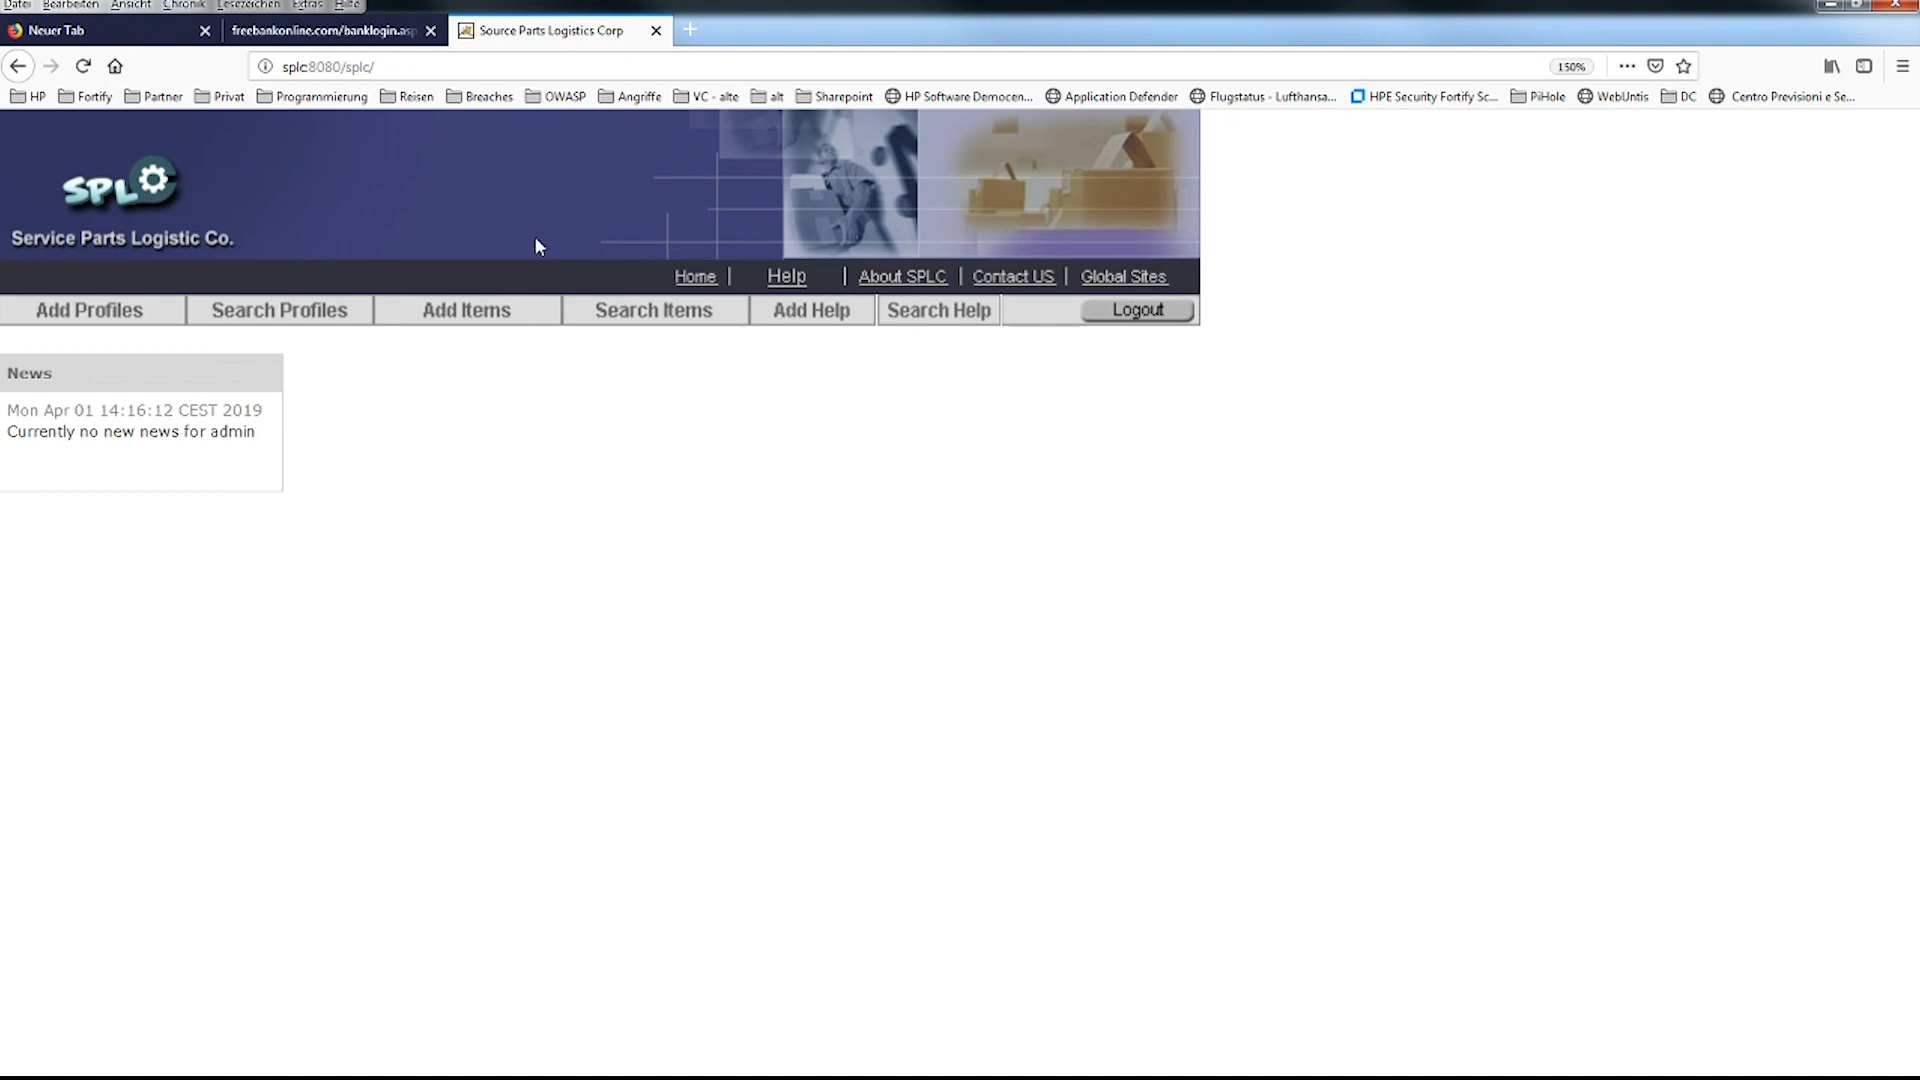 Datei Bearbeiten Ansicht Chronik Lesezeichen Extras Hilfe
Neuer Tab
freebankonline.com/banklogin.asp
Source Parts Logistics Corp
splc:8080/splc/
150%
HP Fortify Partner Privat Programmierung Reisen Breaches OWASP Angriffe VC - alte alt Sharepoint HP Software Democen... Application Defender Flugstatus - Lufthansa... HPE Security Fortify Sc... PiHole WebUntis DC Centro Previsioni e Se...
SPLC
Service Parts Logistic Co.
Home | Help | About SPLC | Contact US | Global Sites
Add Profiles Search Profiles Add Items Search Items Add Help Search Help Logout
News
Mon Apr 01 14:16:12 CEST 2019
Currently no new news for admin